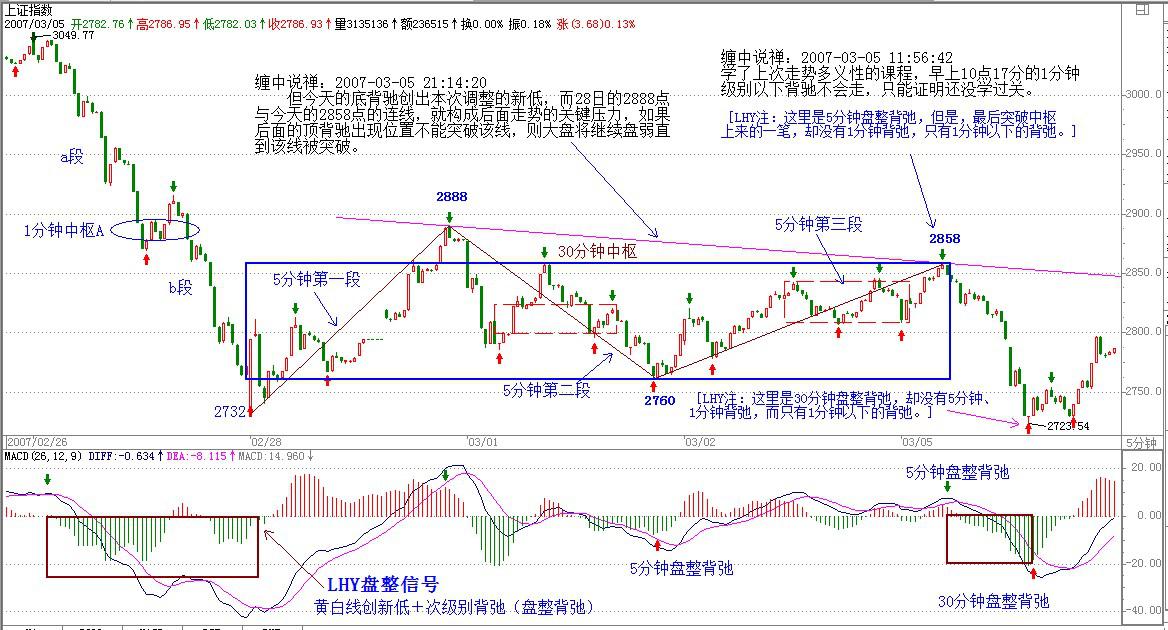 上证指数
2007/03/05 开2782.76↑高2786.95↑低2782.03↑收2786.93↑量3135136↑额236515↑换0.00% 振0.18% 涨(3.68)0.13%
3049.77
缠中说禅：2007-03-05 21:14:20
但今天的底背驰创出本次调整的新低，而28日的2888点
与今天的2858点的连线，就构成后面走势的关键压力，如果
后面的顶背驰出现位置不能突破该线，则大盘将继续盘弱直
到该线被突破。
缠中说禅：2007-03-05 11:56:42
学了上次走势多义性的课程，早上10点17分的1分钟
级别以下背驰不会走，只能证明还没学过关。
[LHY注：这里是5分钟盘整背弛，但是，最后突破中枢
上来的一笔，却没有1分钟背弛，只有1分钟以下的背弛。]
3000.00
2950.00
2900.00
2850.00
2800.00
2750.00
a段
1分钟中枢A
b段
2888
5分钟第三段
2858
30分钟中枢
5分钟第一段
5分钟第二段
2732
2760
[LHY注：这里是30分钟盘整背弛，却没有5分钟、
1分钟背弛，而只有1分钟以下的背弛。]
2723.54
2007/02/26
02/28
03/01
03/02
03/05
5分钟
MACD(26,12,9) DIFF:-0.634↑DEA:-8.115↑MACD:14.960↓
20.00
0.00
-20.00
-40.00
5分钟盘整背弛
5分钟盘整背弛
30分钟盘整背弛
LHY盘整信号
黄白线创新低＋次级别背弛（盘整背弛）